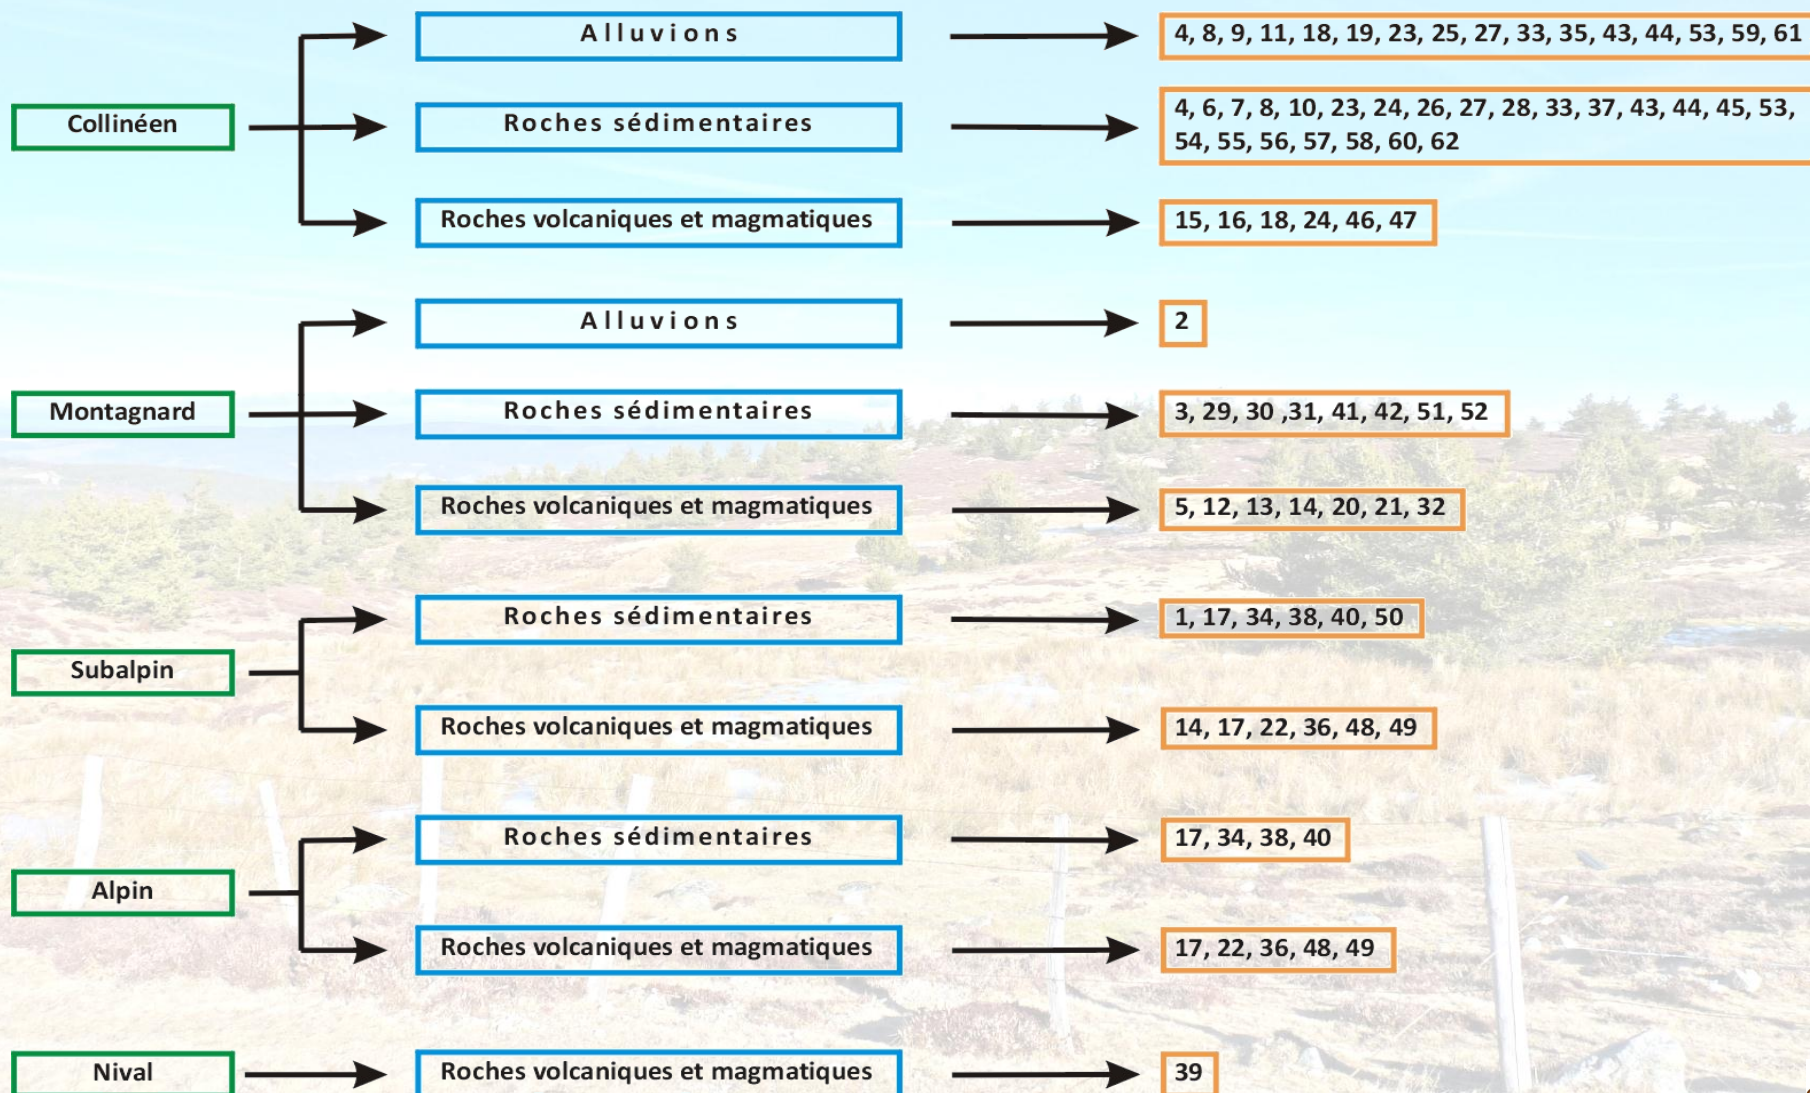 Alluvions
4, 8, 9, 11, 18, 19, 23, 25, 27, 33, 35, 43, 44, 53, 59, 61
Collinéen
Roches sédimentaires
4, 6, 7, 8, 10, 23, 24, 26, 27, 28, 33, 37, 43, 44, 45, 53,
54, 55, 56, 57, 58, 60, 62
Roches volcaniques et magmatiques
15, 16, 18, 24, 46, 47
Alluvions
2
Montagnard
Roches sédimentaires
3, 29, 30 ,31, 41, 42, 51, 52
Roches volcaniques et magmatiques
5, 12, 13, 14, 20, 21, 32
Roches sédimentaires
1, 17, 34, 38, 40, 50
Subalpin
Roches volcaniques et magmatiques
14, 17, 22, 36, 48, 49
Roches sédimentaires
17, 34, 38, 40
Alpin
Roches volcaniques et magmatiques
17, 22, 36, 48, 49
Nival
Roches volcaniques et magmatiques
39